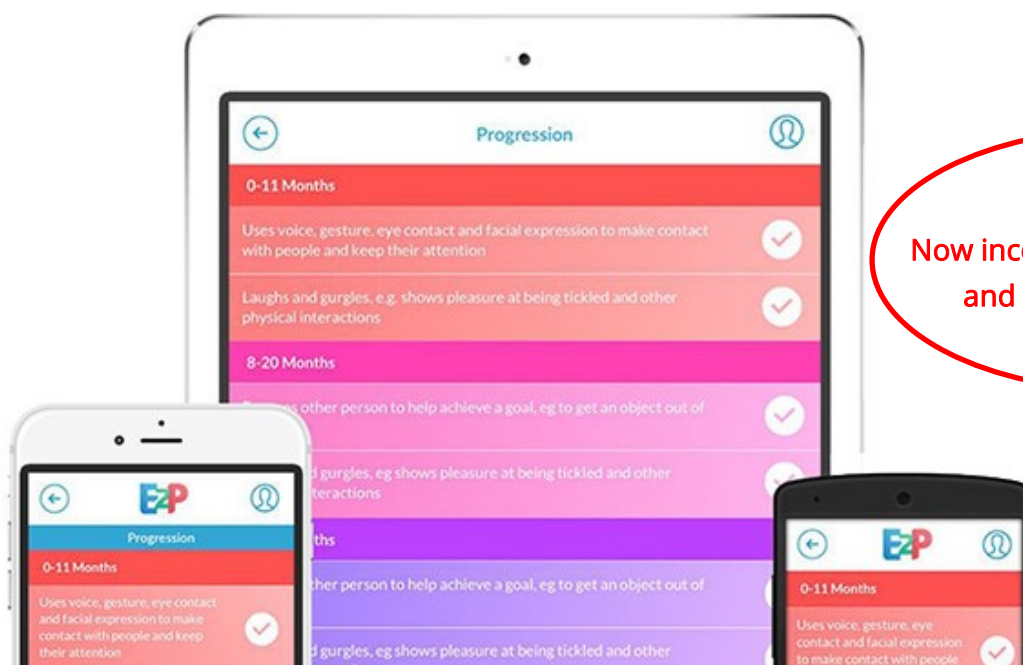 Progression
0-11 Months
Uses voice, gesture, eye contact and facial expression to make contact
with people and keep their attention
Laughs and gurgles, e.g. shows pleasure at being tickled and other
physical interactions
8-20 Months
other person to help achieve a goal, eg to get an object out of
gurgles, eg shows pleasure at being tickled and other
Now
and
EzP
Progression
0-11 Months
Uses voice, gesture, eye contact
and facial expression to make
contact with people and keep
their attention
other person to help achieve a goal, eg to get an object out of
gurgles, eg shows pleasure at being tickled and other
EzP
0-11 Months
Uses voice, gesture, eye
contact and facial expression
to make contact with people